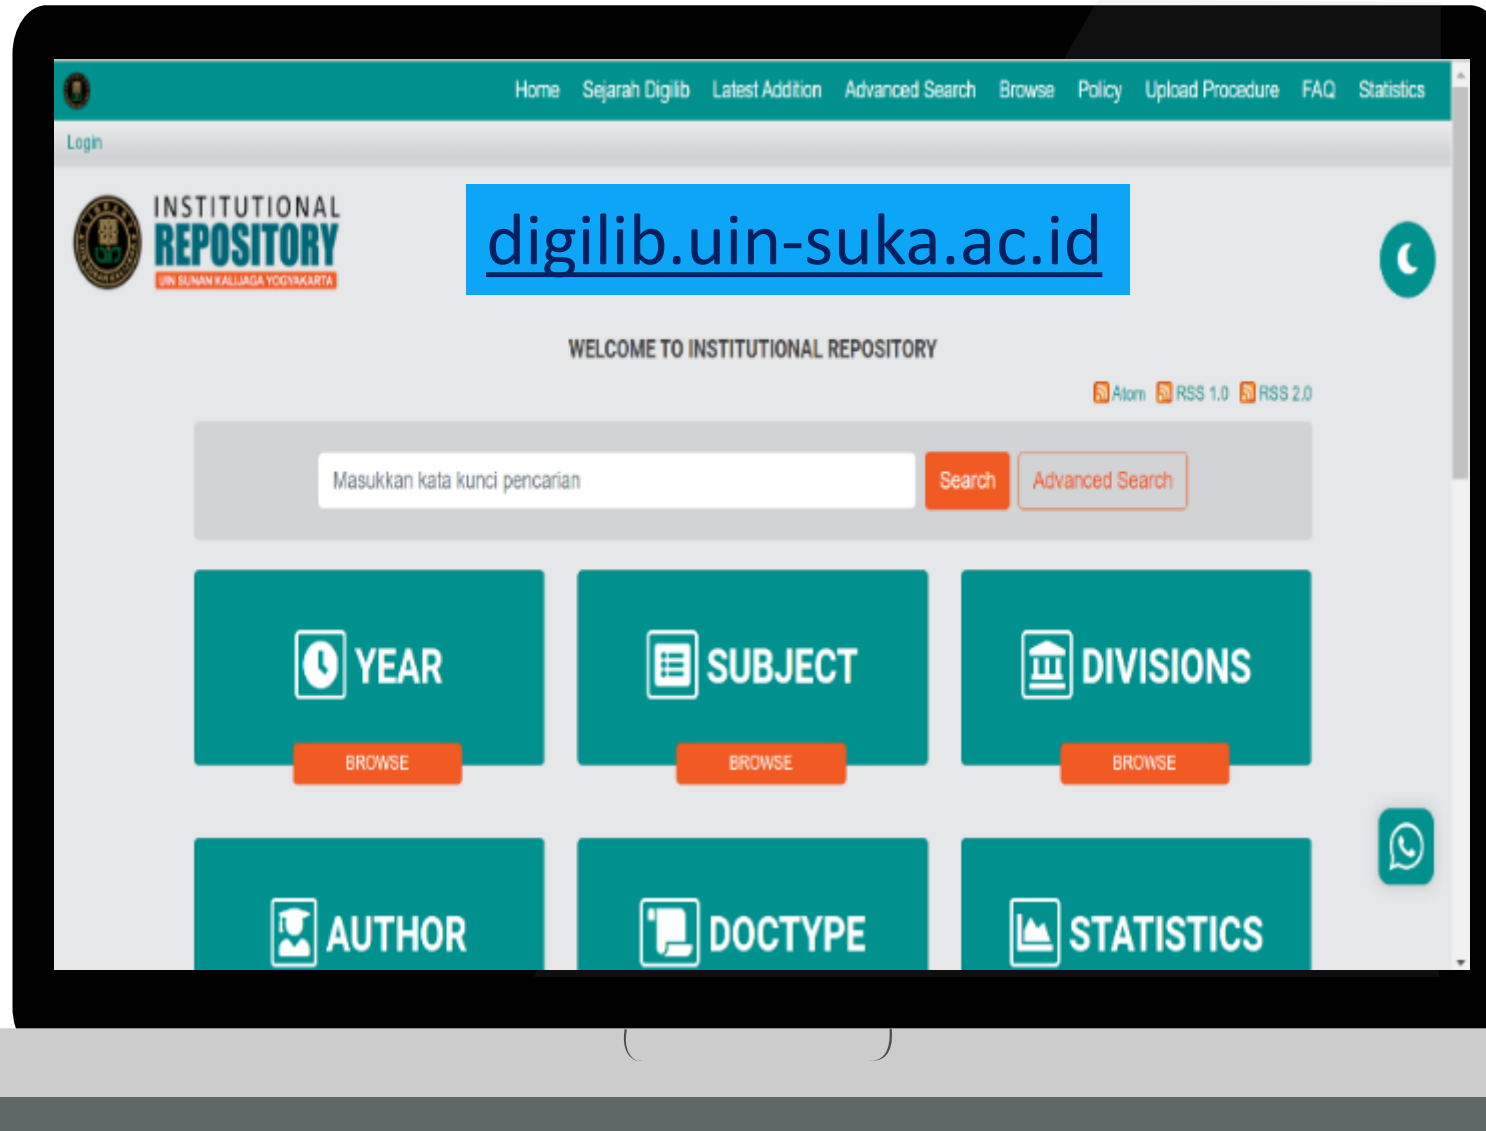 Home Sejarah Digilib Latest Addition Advanced Search Browse Policy Upload Procedure FAQ Statistics
Login
INSTITUTIONAL
REPOSITORY
UIN SUNAN KALIJAGA YOGYAKARTA
digilib.uin-suka.ac.id
WELCOME TO INSTITUTIONAL REPOSITORY
Atom RSS 1.0 RSS 2.0
Masukkan kata kunci pencarian Search Advanced Search
YEAR SUBJECT DIVISIONS
BROWSE BROWSE BROWSE
AUTHOR DOCTYPE STATISTICS